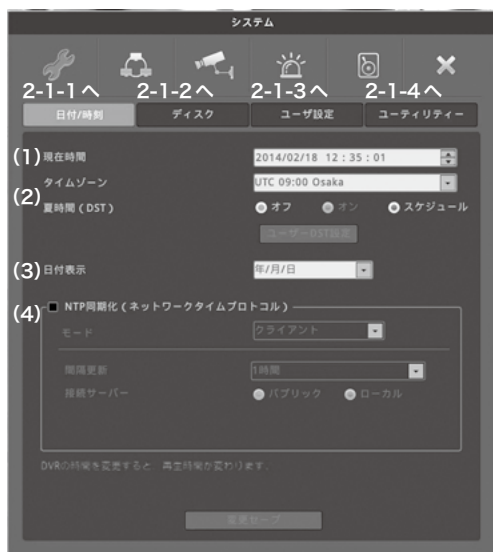 システム
2-1-1へ 2-1-2へ 2-1-3へ 2-1-4へ
日付/時刻 ディスク ユーザ設定 ユーティリティー
(1) 現在時間 2014/02/18 12 : 35 : 01
タイムゾーン UTC 09:00 Osaka
(2)
夏時間 ( DST ) オフ オン スケジュール
ユーザーDST設定
(3) 日付表示 年/月/日
(4) NTP同期化 ( ネットワークタイムプロトコル )
モード クライアント
間隔更新 1時間
接続サーバー パブリック ローカル
DVRの時間を変更すると 再生時間が変わります.
変更セーブ